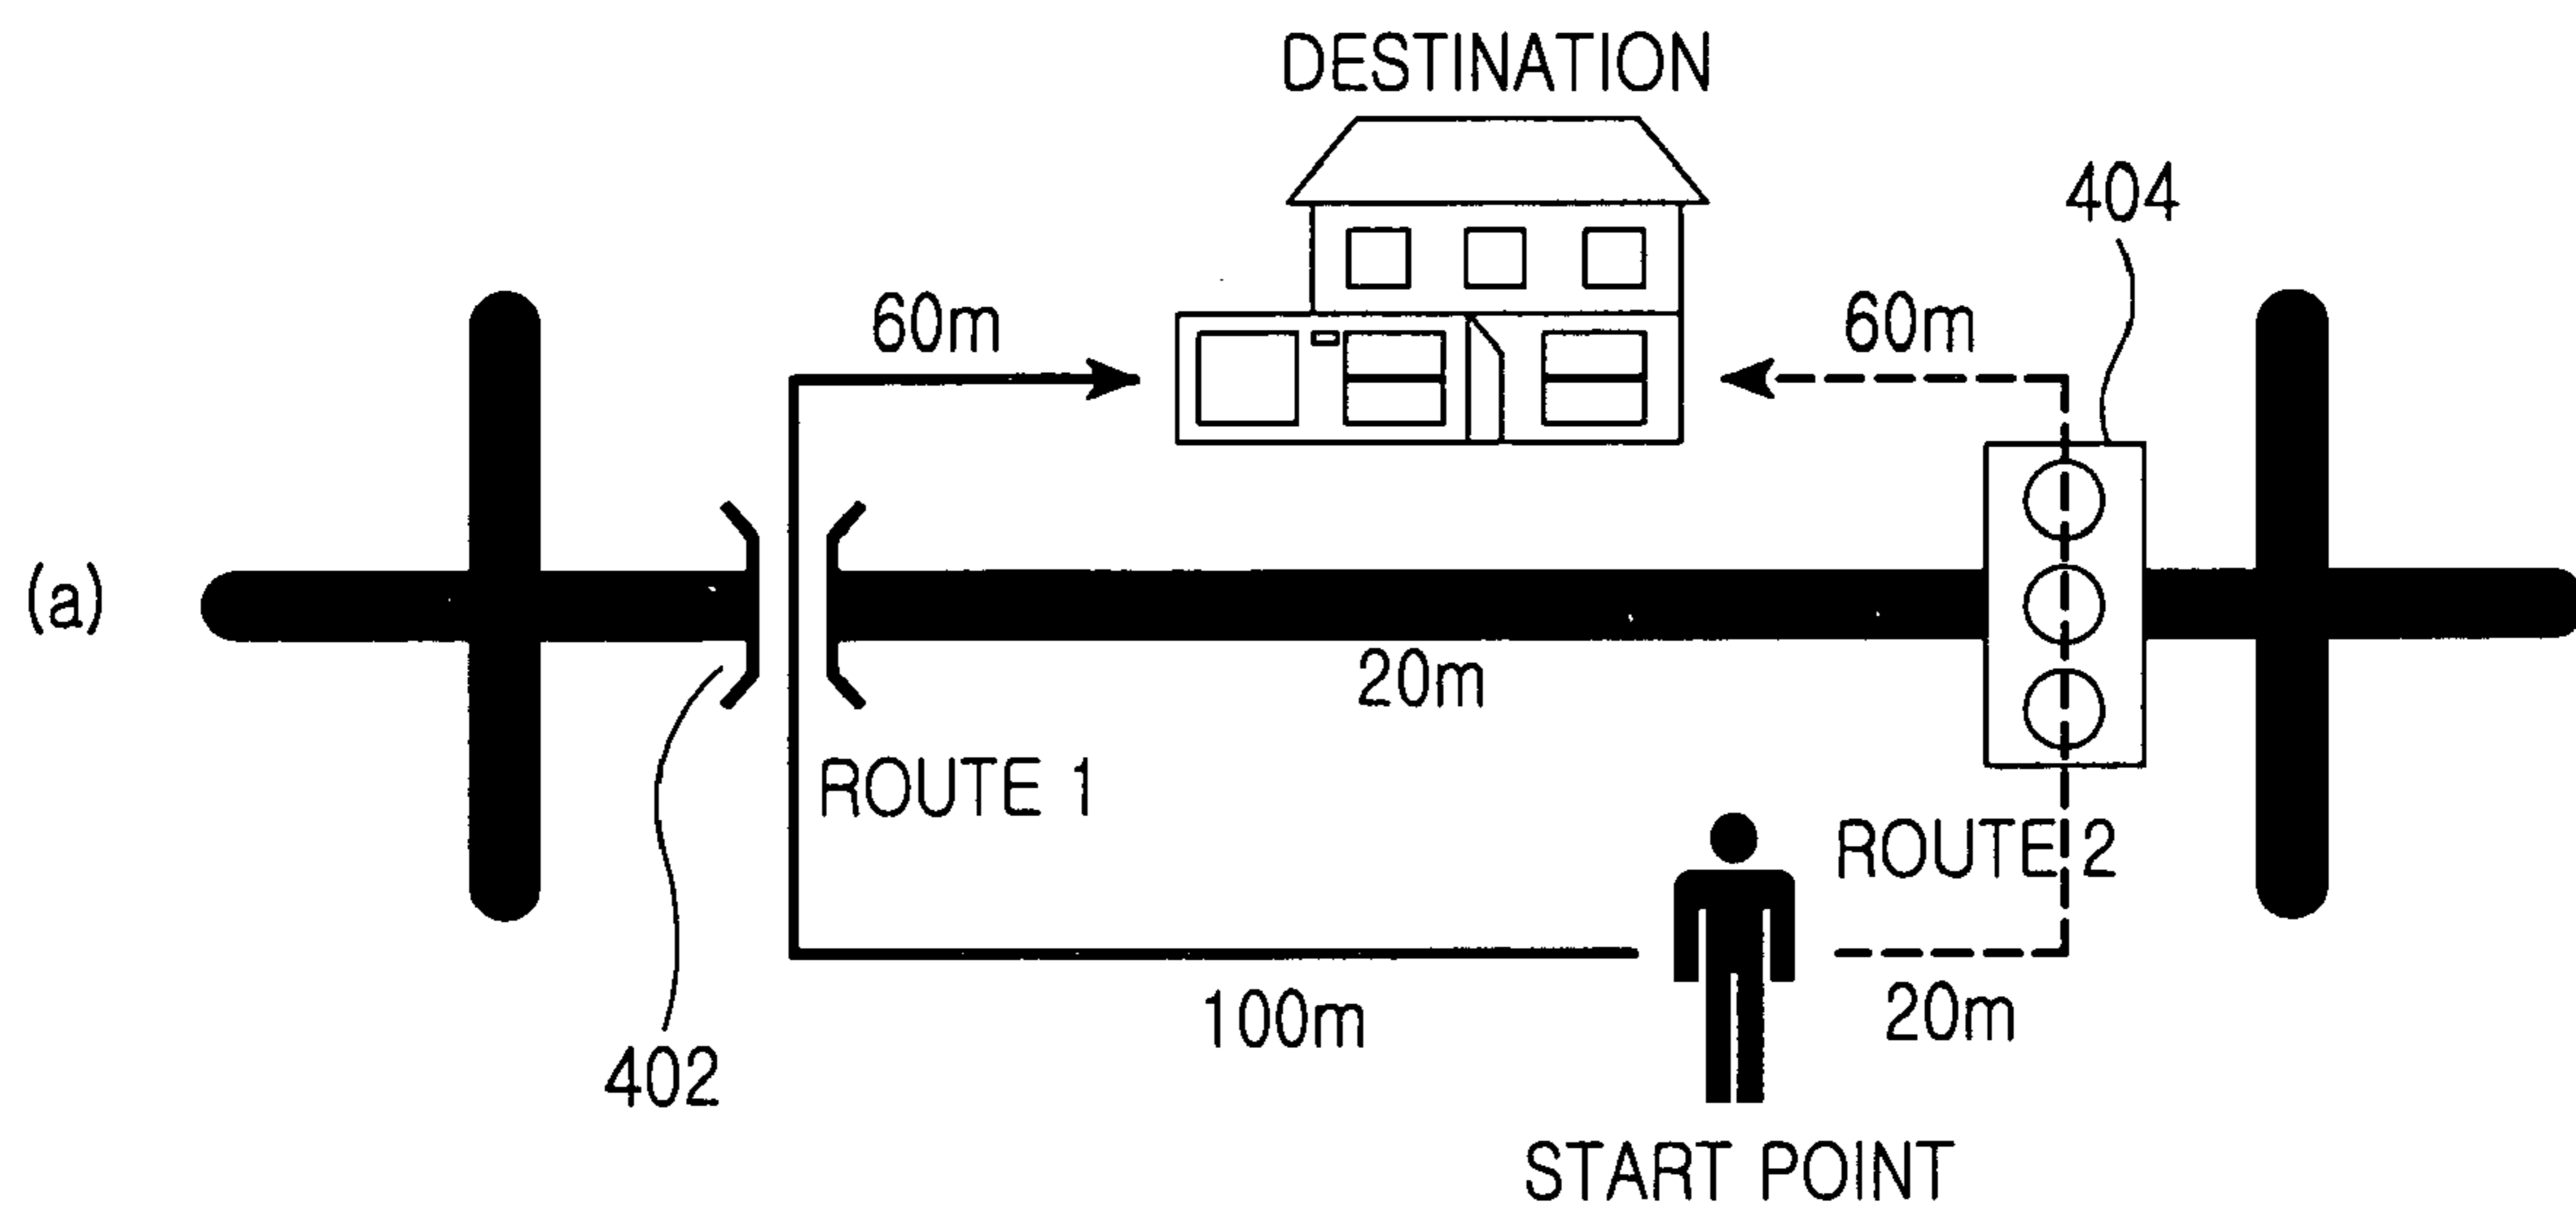 DESTINATION
404
60m
60m
(a)
20m
ROUTE 1
ROUTE 2
100m
20m
402
START POINT